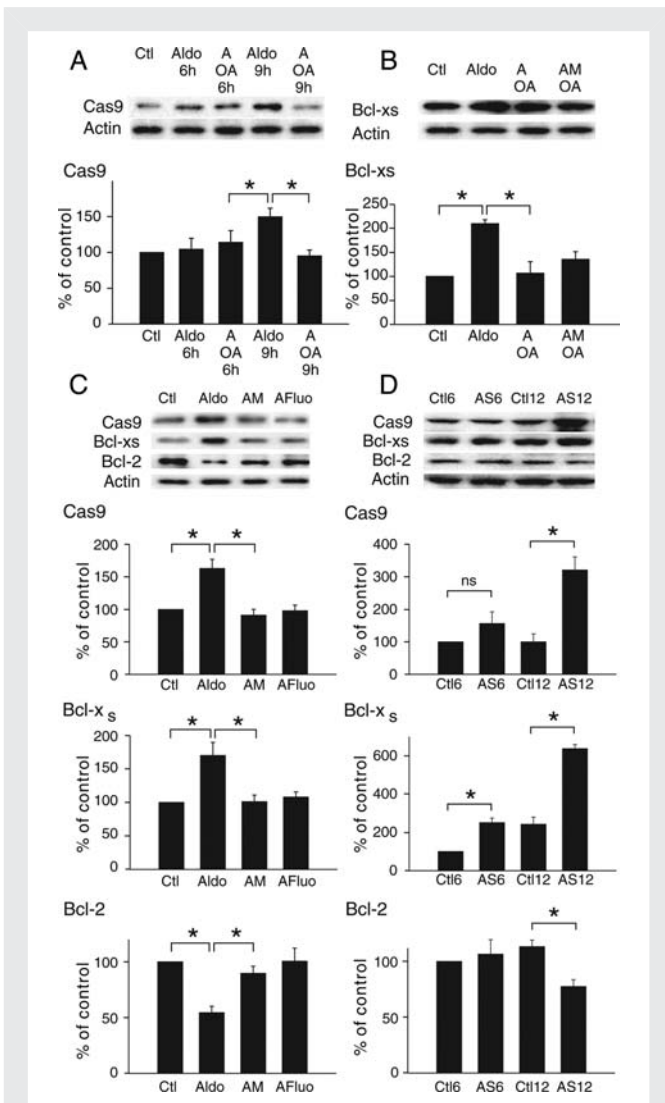 A
Ctl Aldo 6h A OA 6h Aldo 9h A OA 9h
Cas9
Actin
Cas9
% of control
150
100
50
0
* *
Ctl Aldo 6h A OA 6h Aldo 9h A OA 9h
B
Ctl Aldo A OA AM OA
Bcl-xs
Actin
Bcl-xs
% of control
250
200
150
100
50
0
* *
Ctl Aldo A OA AM OA
C
Ctl Aldo AM AFluo
Cas9
Bcl-xs
Bcl-2
Actin
Cas9
% of control
200
150
100
50
0
* *
Ctl Aldo AM AFluo
Bcl-x s
% of control
200
150
100
50
0
* *
Ctl Aldo AM AFluo
Bcl-2
% of control
100
50
0
* *
Ctl Aldo AM AFluo
D
Ctl6 AS6 Ctl12 AS12
Cas9
Bcl-xs
Bcl-2
Actin
Cas9
% of control
400
300
200
100
0
ns *
Ctl6 AS6 Ctl12 AS12
Bcl-x s
% of control
600
400
200
0
* *
Ctl6 AS6 Ctl12 AS12
Bcl-2
% of control
100
50
0
*
Ctl6 AS6 Ctl12 AS12